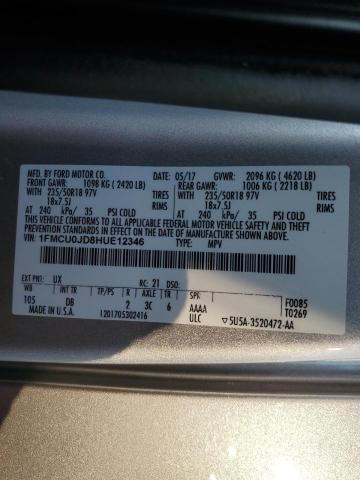 MFD. BY FORD MOTOR CO.
DATE: 05/17 GVWR: 2096 KG ( 4620 LB)
FRONT GAWR: 1098 KG ( 2420 LB) REAR GAWR: 1006 KG ( 2218 LB)
WITH 235/50R18 97V TIRES WITH 235/50R18 97V TIRES
18x7.5J RIMS 18x7.5J RIMS
AT 240 kPa/ 35 PSI COLD AT 240 kPa/ 35 PSI COLD
THIS VEHICLE CONFORMS TO ALL APPLICABLE FEDERAL MOTOR VEHICLE SAFETY AND THEFT PREVENTION STANDARDS IN EFFECT ON THE DATE OF MANUFACTURE SHOWN ABOVE.
VIN: 1FMCU0JD8HUE12346
TYPE: MPV
EXT PNT: UX RC: 21 DSO:
WB INT TR TP/PS R AXLE TR SPR
105 DB 2 3C 6 AAAA
F0085
T0269
MADE IN U.S.A. 1201705302416 ULC
5U5A-3520472-AA